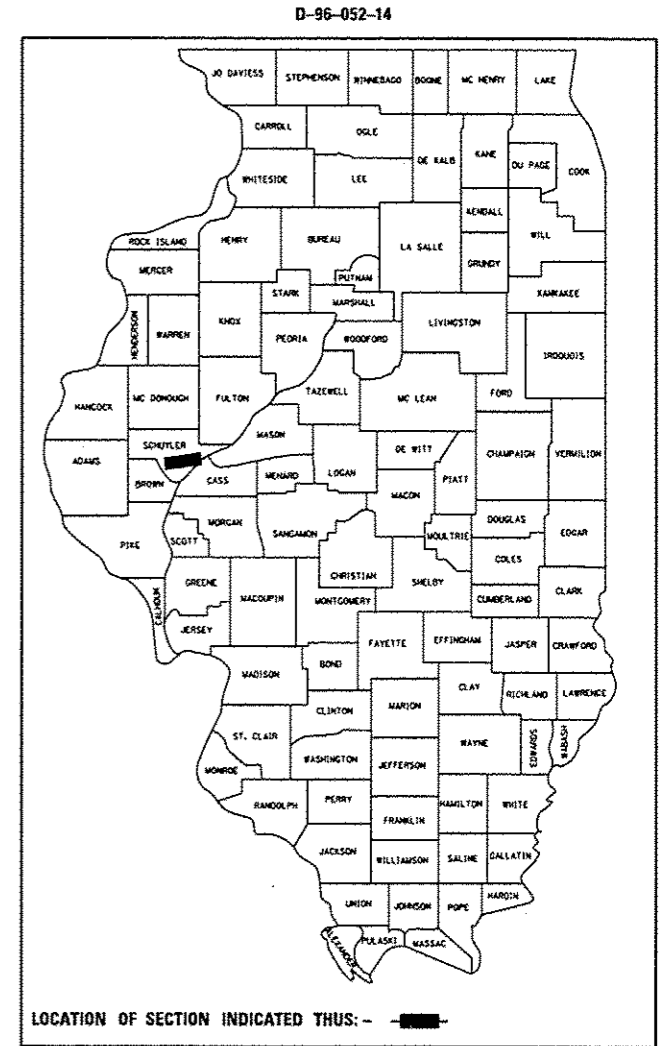 D-96-052-14
JO DAVIESS STEPHENSON WINNEBAGO BOONE MC HENRY LAKE
CARROLL OGLE
DE KALB KANE DU PAGE COOK
WHITESIDE LEE
KENDALL
ROCK ISLAND HENRY BUREAU LA SALLE WILL
MERCER PUTNAM GRUNDY
STARK MARSHALL KANKAKEE
HENDERSON WARREN KNOX PEORIA WOODFORD LIVINGSTON
IROQUOIS
HANCOCK MC DONOUGH FULTON TAZEWELL MC LEAN FORD
MASON
ADAMS SCHUYLER DE WITT CHAMPAIGN VERMILION
BROWN CASS MENARD LOGAN PIATT
MACON
PIKE SCOTT MORGAN SANGAMON MOULTRIE DOUGLAS EDGAR
COLES
CALHOUN GREENE MACOUPIN CHRISTIAN SHELBY
MONTGOMERY CUMBERLAND CLARK
JERSEY
FAYETTE EFFINGHAM JASPER CRAWFORD
MADISON BOND
CLAY RICHLAND LAWRENCE
CLINTON MARION
ST. CLAIR WAYNE EDWARDS WABASH
MONROE WASHINGTON JEFFERSON
RANDOLPH PERRY HAMILTON WHITE
FRANKLIN
JACKSON WILLIAMSON SALINE GALLATIN
UNION JOHNSON POPE HARDIN
ALEXANDER PULASKI MASSAC
LOCATION OF SECTION INDICATED THUS: -